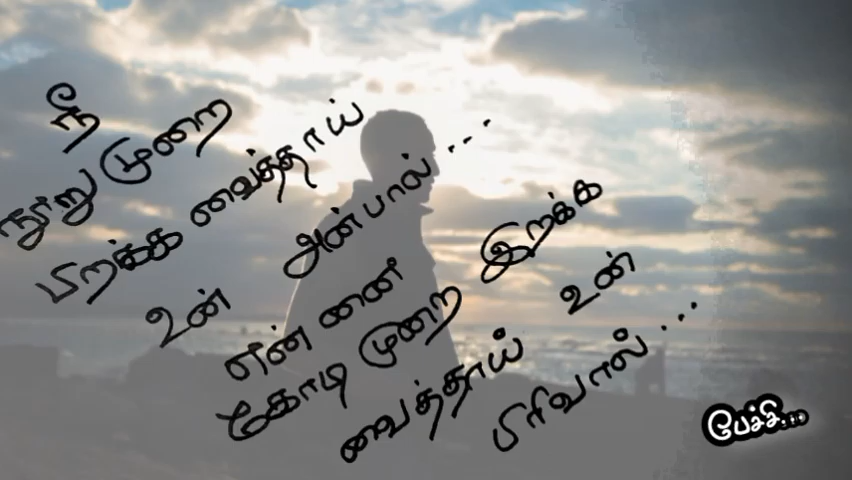 நீ
நூறு முறை
பிறக்க வைத்தாய்
உன் அன்பால் ...
என்னை
கோடி முறை இறக்க
வைத்தாய் உன்
பிரிவால் ...
பேச்சி....